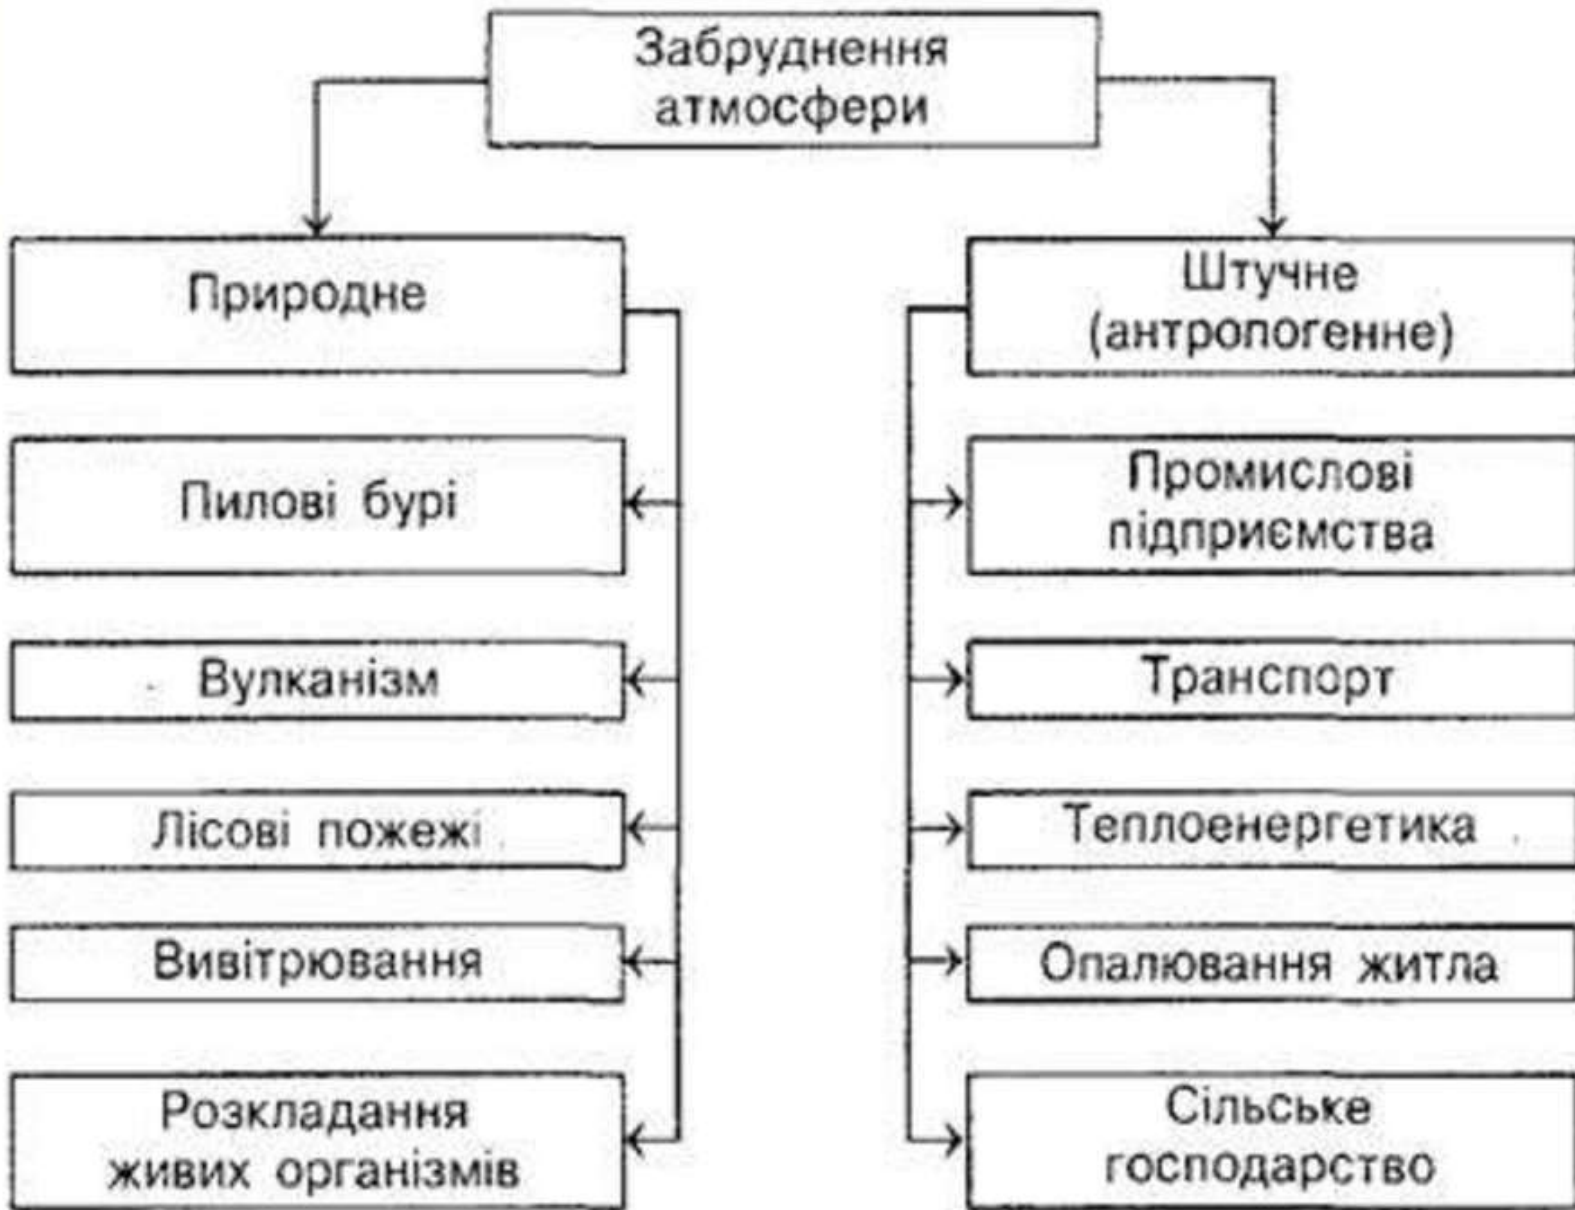 Забруднення
атмосфери
Природне
Штучне
(антропогенне)
Пилові бурі
Промислові
підприємства
Вулканізм
Транспорт
Лісові пожежі
Теплоенергетика
Вивітрювання
Опалювання житла
Розкладання
живих організмів
Сільське
господарство